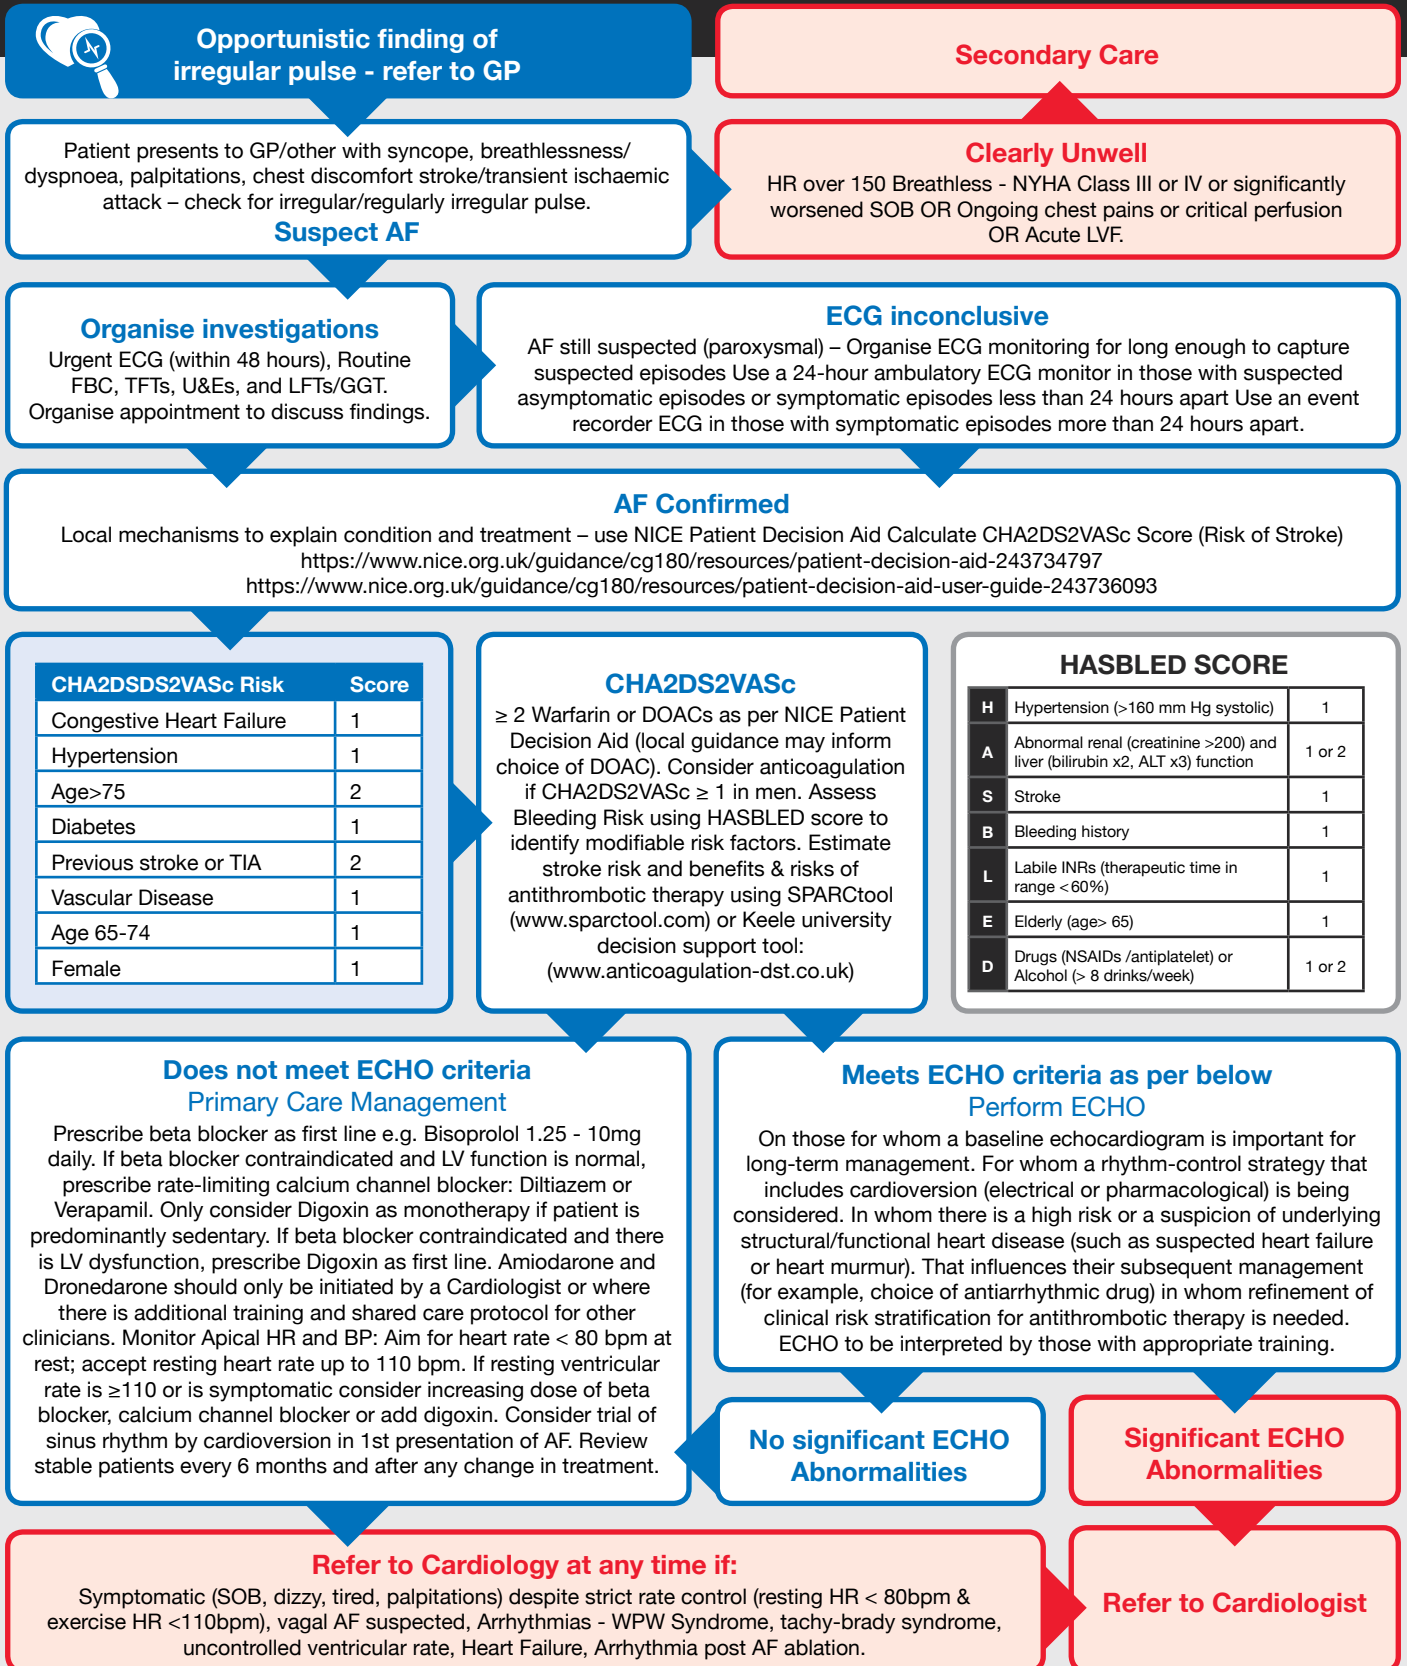 Opportunistic finding of
irregular pulse - refer to GP
Secondary Care
Patient presents to GP/other with syncope, breathlessness/
dyspnoea, palpitations, chest discomfort stroke/transient ischaemic
attack – check for irregular/regularly irregular pulse.
Suspect AF
Clearly Unwell
HR over 150 Breathless - NYHA Class III or IV or significantly
worsened SOB OR Ongoing chest pains or critical perfusion
OR Acute LVF.
Organise investigations
Urgent ECG (within 48 hours), Routine
FBC, TFTs, U&Es, and LFTs/GGT.
Organise appointment to discuss findings.
ECG inconclusive
AF still suspected (paroxysmal) – Organise ECG monitoring for long enough to capture
suspected episodes Use a 24-hour ambulatory ECG monitor in those with suspected
asymptomatic episodes or symptomatic episodes less than 24 hours apart Use an event
recorder ECG in those with symptomatic episodes more than 24 hours apart.
AF Confirmed
Local mechanisms to explain condition and treatment – use NICE Patient Decision Aid Calculate CHA2DS2VASc Score (Risk of Stroke)
https://www.nice.org.uk/guidance/cg180/resources/patient-decision-aid-243734797
https://www.nice.org.uk/guidance/cg180/resources/patient-decision-aid-user-guide-243736093
CHA2DSDS2VASc Risk Score
Congestive Heart Failure 1
Hypertension 1
Age>75 2
Diabetes 1
Previous stroke or TIA 2
Vascular Disease 1
Age 65-74 1
Female 1
CHA2DS2VASc
≥ 2 Warfarin or DOACs as per NICE Patient
Decision Aid (local guidance may inform
choice of DOAC). Consider anticoagulation
if CHA2DS2VASc ≥ 1 in men. Assess
Bleeding Risk using HASBLED score to
identify modifiable risk factors. Estimate
stroke risk and benefits & risks of
antithrombotic therapy using SPARCtool
(www.sparctool.com) or Keele university
decision support tool:
(www.anticoagulation-dst.co.uk)
HASBLED SCORE
H Hypertension (>160 mm Hg systolic) 1
A Abnormal renal (creatinine >200) and
liver (bilirubin x2, ALT x3) function 1 or 2
S Stroke 1
B Bleeding history 1
L Labile INRs (therapeutic time in
range <60%) 1
E Elderly (age> 65) 1
D Drugs (NSAIDs /antiplatelet) or
Alcohol (> 8 drinks/week) 1 or 2
Does not meet ECHO criteria
Primary Care Management
Prescribe beta blocker as first line e.g. Bisoprolol 1.25 - 10mg
daily. If beta blocker contraindicated and LV function is normal,
prescribe rate-limiting calcium channel blocker: Diltiazem or
Verapamil. Only consider Digoxin as monotherapy if patient is
predominantly sedentary. If beta blocker contraindicated and there
is LV dysfunction, prescribe Digoxin as first line. Amiodarone and
Dronedarone should only be initiated by a Cardiologist or where
there is additional training and shared care protocol for other
clinicians. Monitor Apical HR and BP: Aim for heart rate < 80 bpm at
rest; accept resting heart rate up to 110 bpm. If resting ventricular
rate is ≥110 or is symptomatic consider increasing dose of beta
blocker, calcium channel blocker or add digoxin. Consider trial of
sinus rhythm by cardioversion in 1st presentation of AF. Review
stable patients every 6 months and after any change in treatment.
Meets ECHO criteria as per below
Perform ECHO
On those for whom a baseline echocardiogram is important for
long-term management. For whom a rhythm-control strategy that
includes cardioversion (electrical or pharmacological) is being
considered. In whom there is a high risk or a suspicion of underlying
structural/functional heart disease (such as suspected heart failure
or heart murmur). That influences their subsequent management
(for example, choice of antiarrhythmic drug) in whom refinement of
clinical risk stratification for antithrombotic therapy is needed.
ECHO to be interpreted by those with appropriate training.
No significant ECHO
Abnormalities
Significant ECHO
Abnormalities
Refer to Cardiology at any time if:
Symptomatic (SOB, dizzy, tired, palpitations) despite strict rate control (resting HR < 80bpm &
exercise HR <110bpm), vagal AF suspected, Arrhythmias - WPW Syndrome, tachy-brady syndrome,
uncontrolled ventricular rate, Heart Failure, Arrhythmia post AF ablation.
Refer to Cardiologist